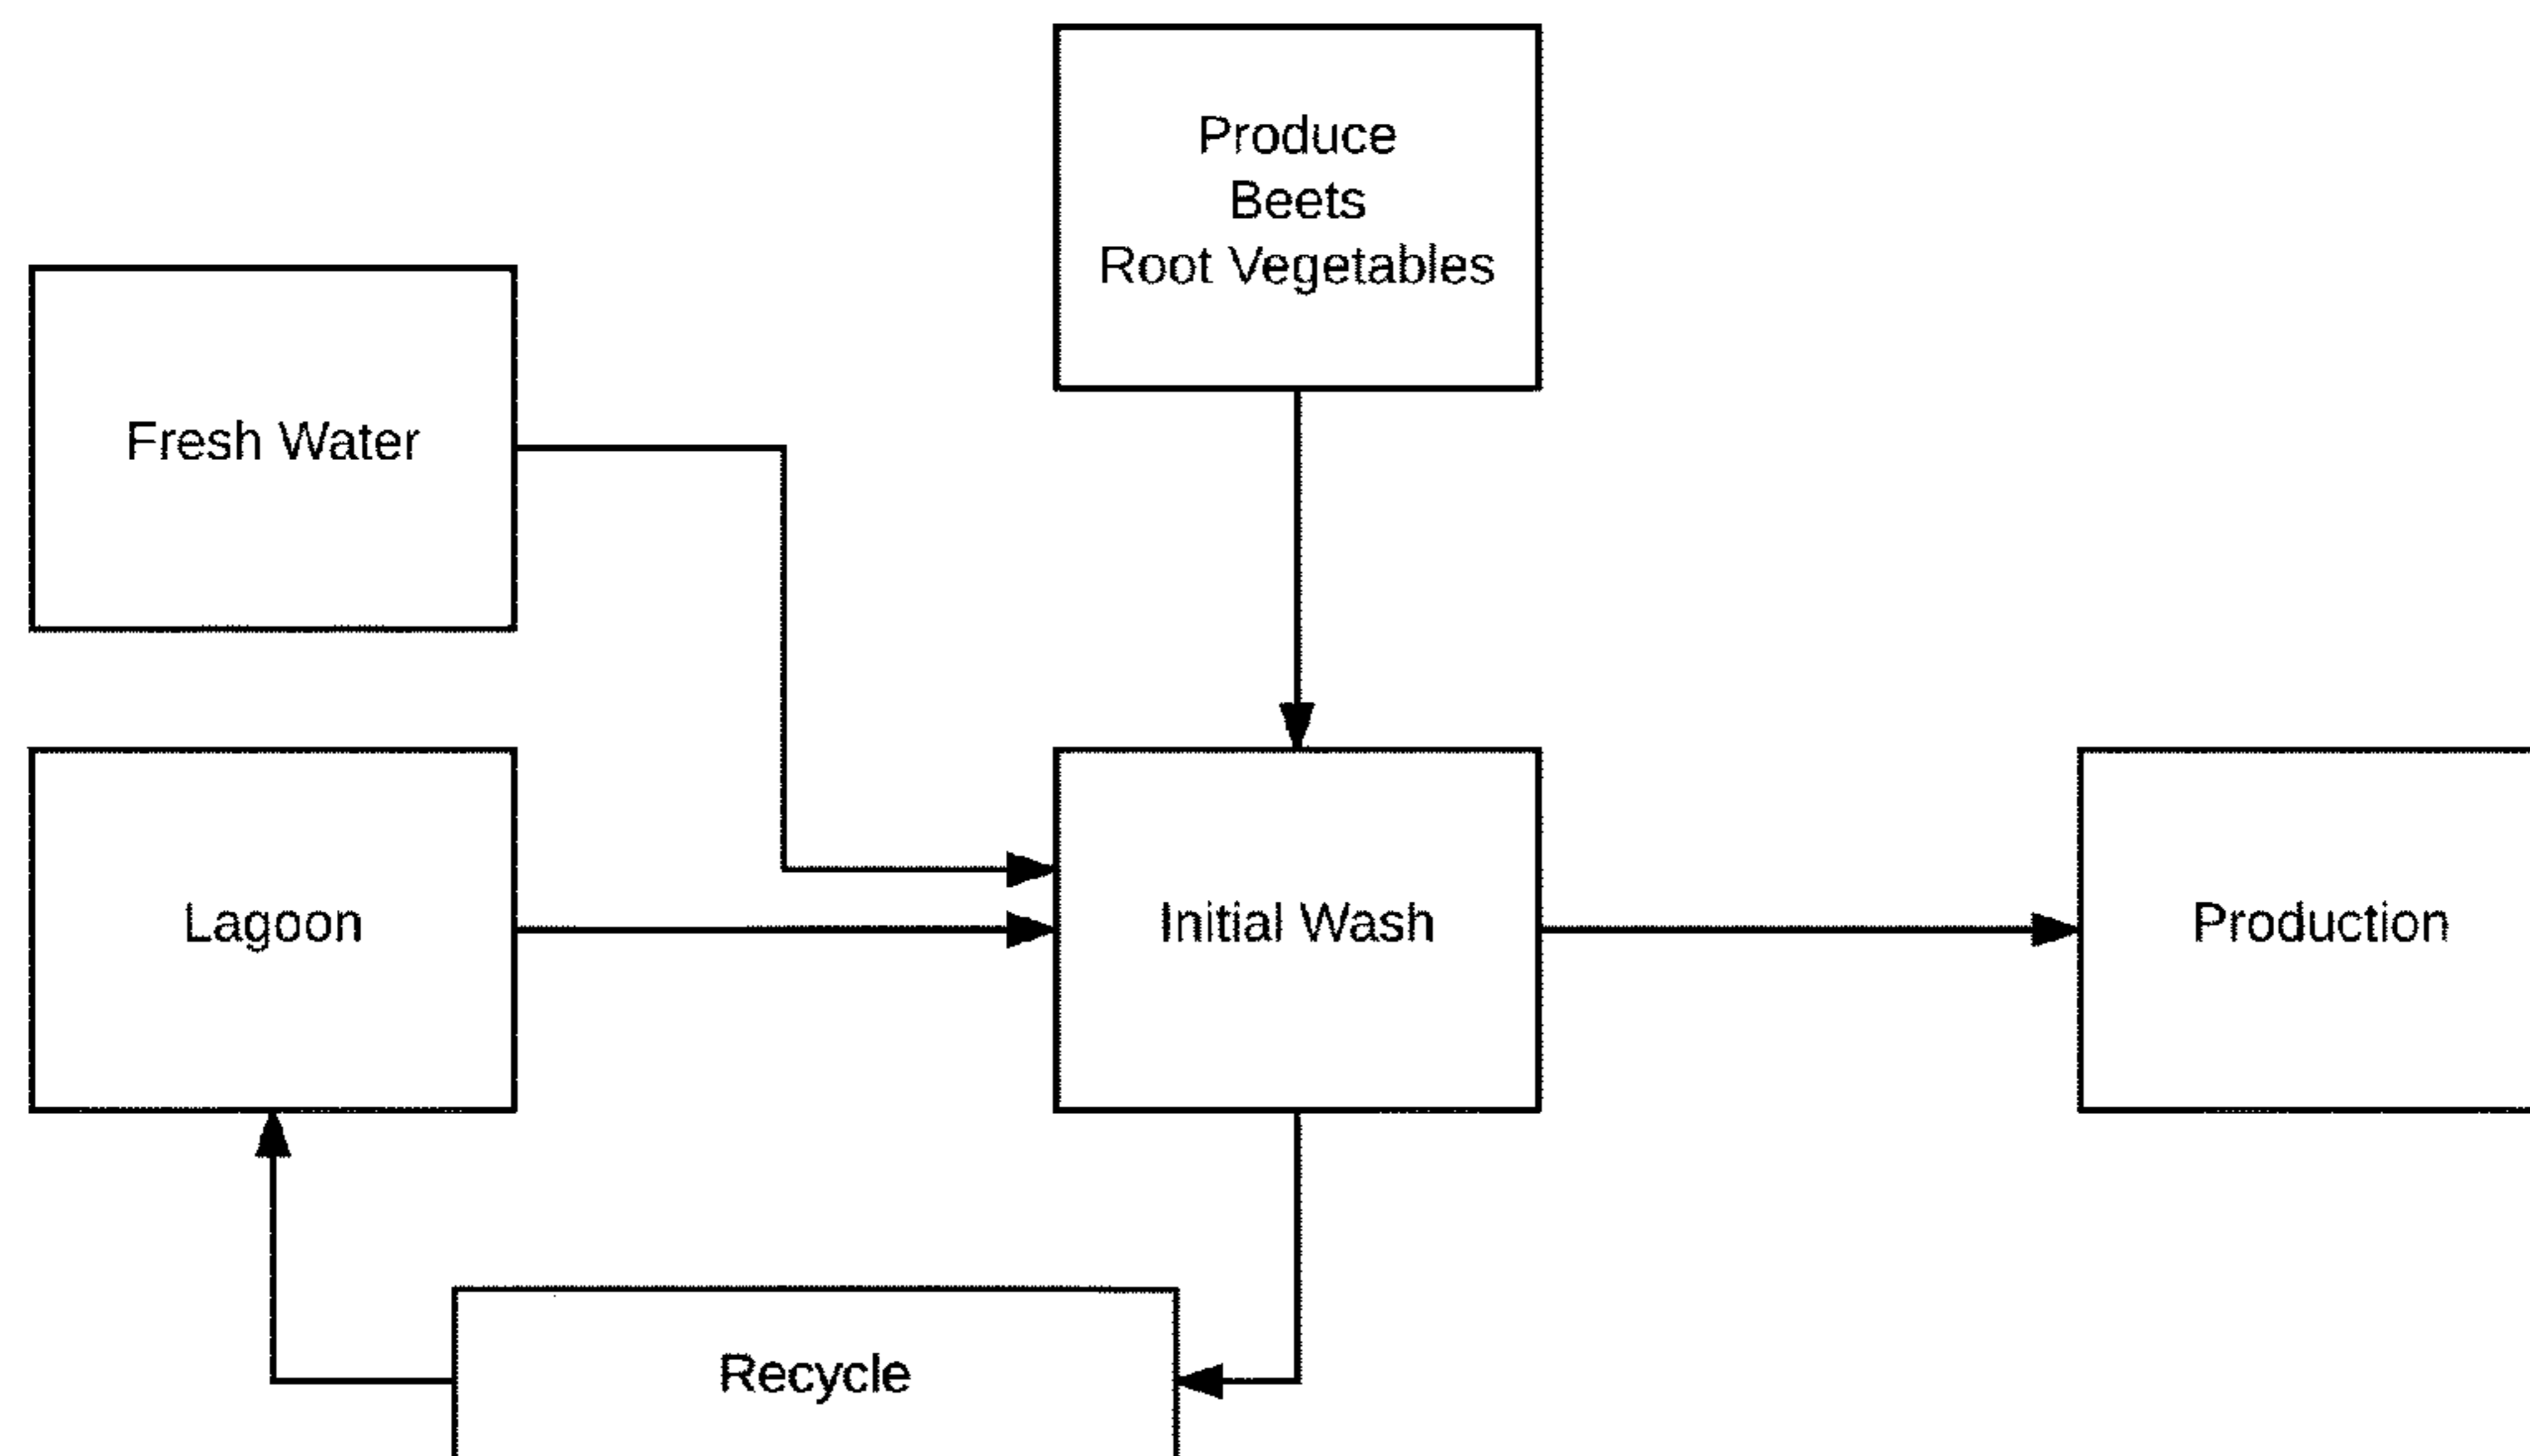 Produce
Beets
Root Vegetables
Fresh Water
Lagoon
Initial Wash
Production
Recycle